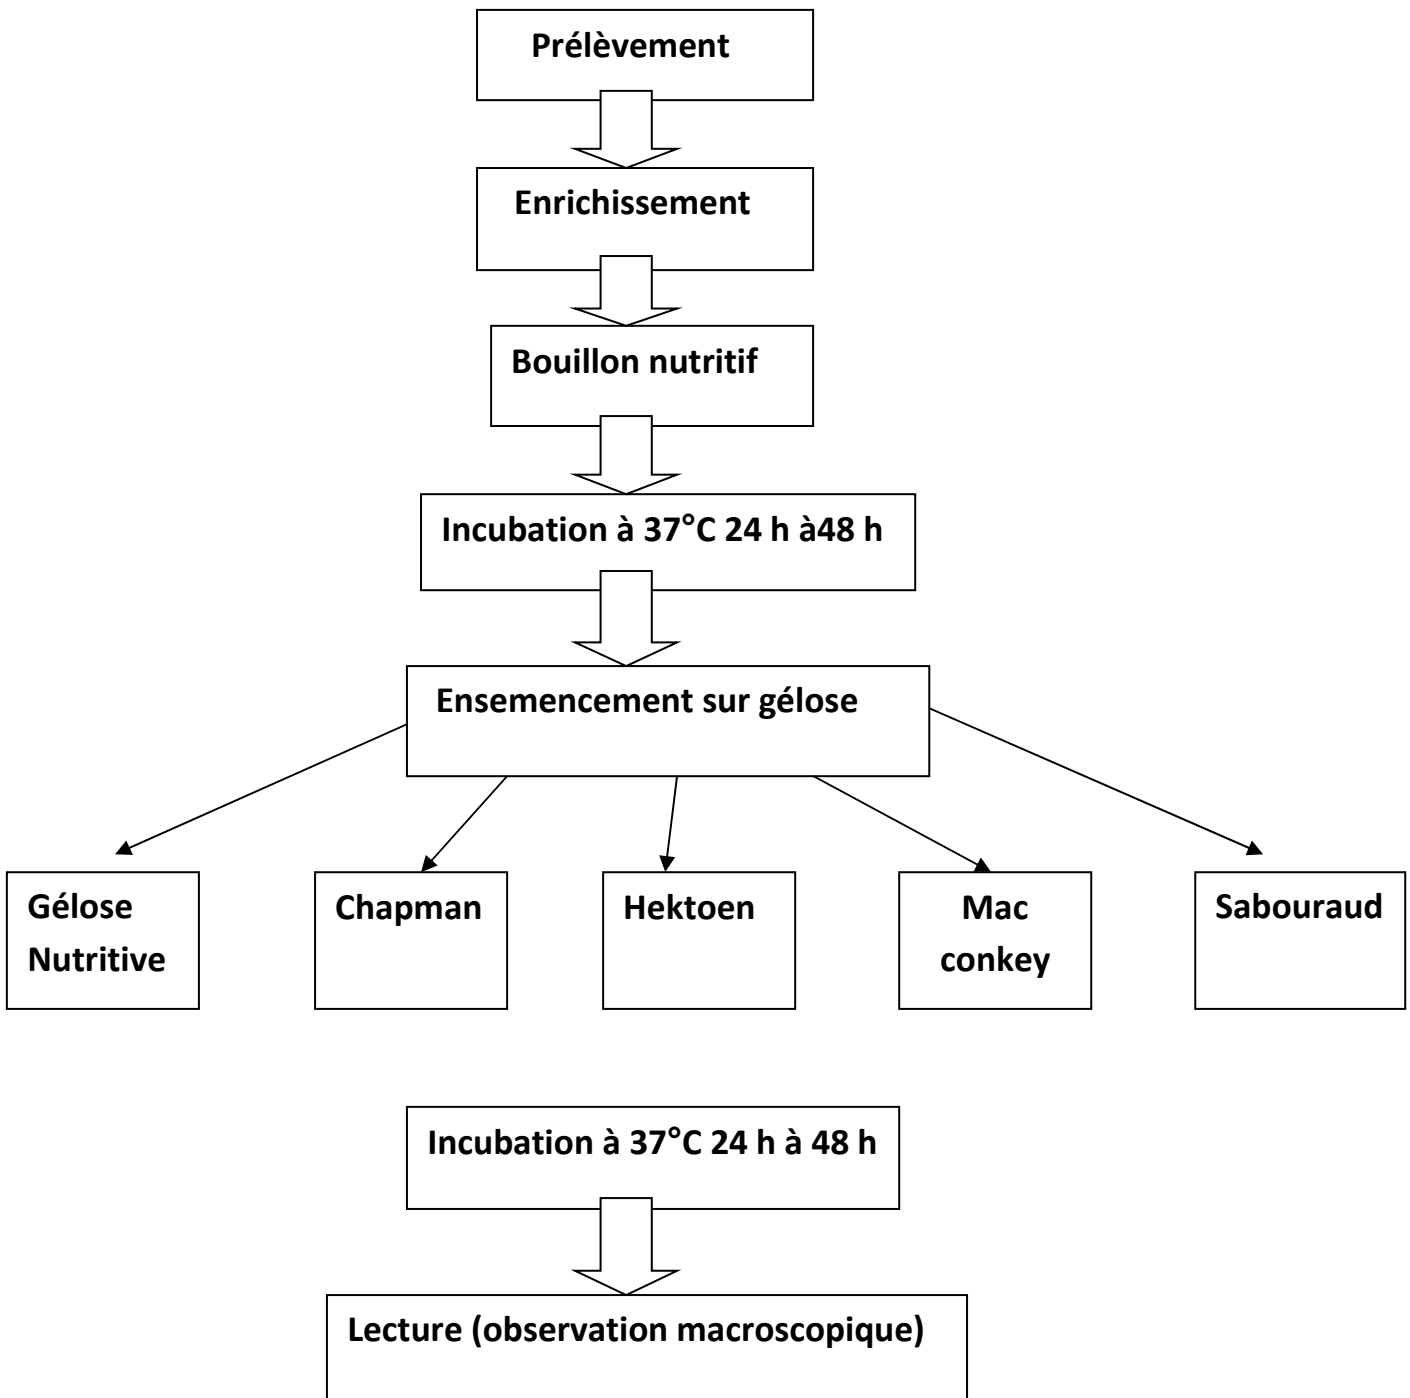 Prélèvement
Enrichissement
Bouillon nutritif
Incubation à 37°C 24 h à48 h
Ensemencement sur gélose
Gélose
Nutritive
Chapman
Hektoen
Mac
conkey
Sabouraud
Incubation à 37°C 24 h à 48 h
Lecture (observation macroscopique)